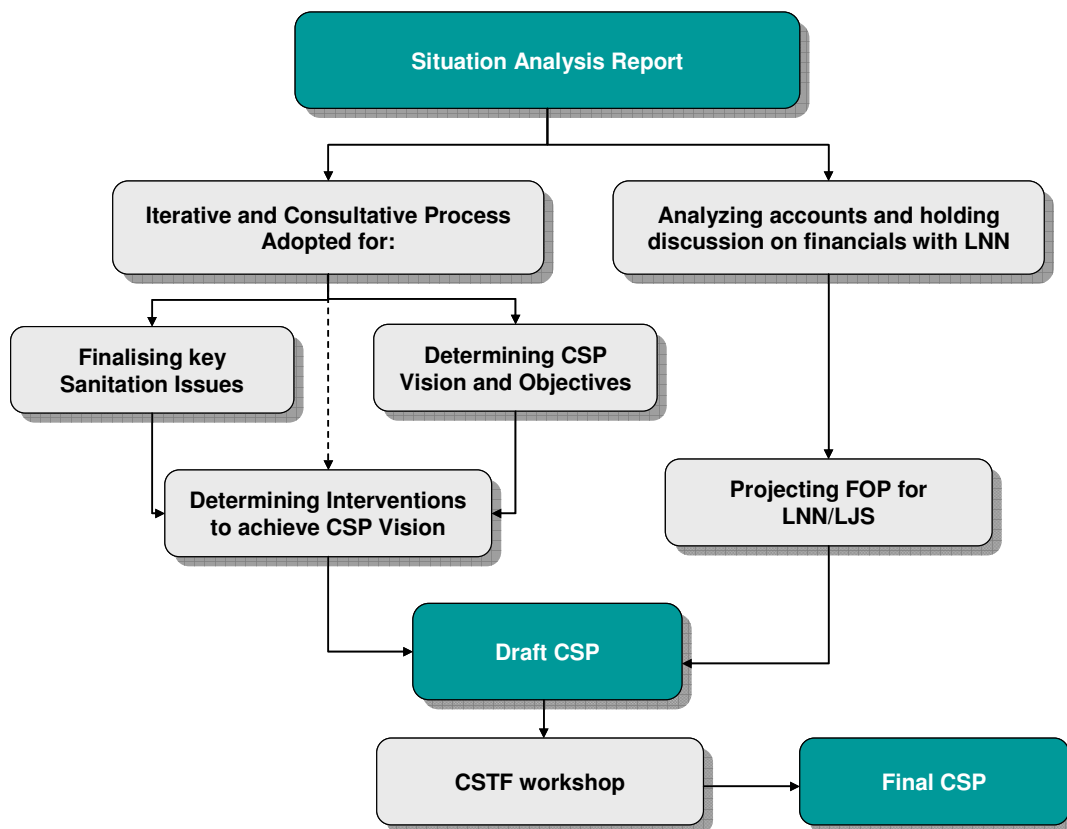 Situation Analysis Report
Iterative and Consultative Process
Adopted for:
Analyzing accounts and holding
discussion on financials with LNN
Finalising key
Sanitation Issues
Determining CSP
Vision and Objectives
Determining Interventions
to achieve CSP Vision
Projecting FOP for
LNN/LJS
Draft CSP
CSTF workshop
Final CSP